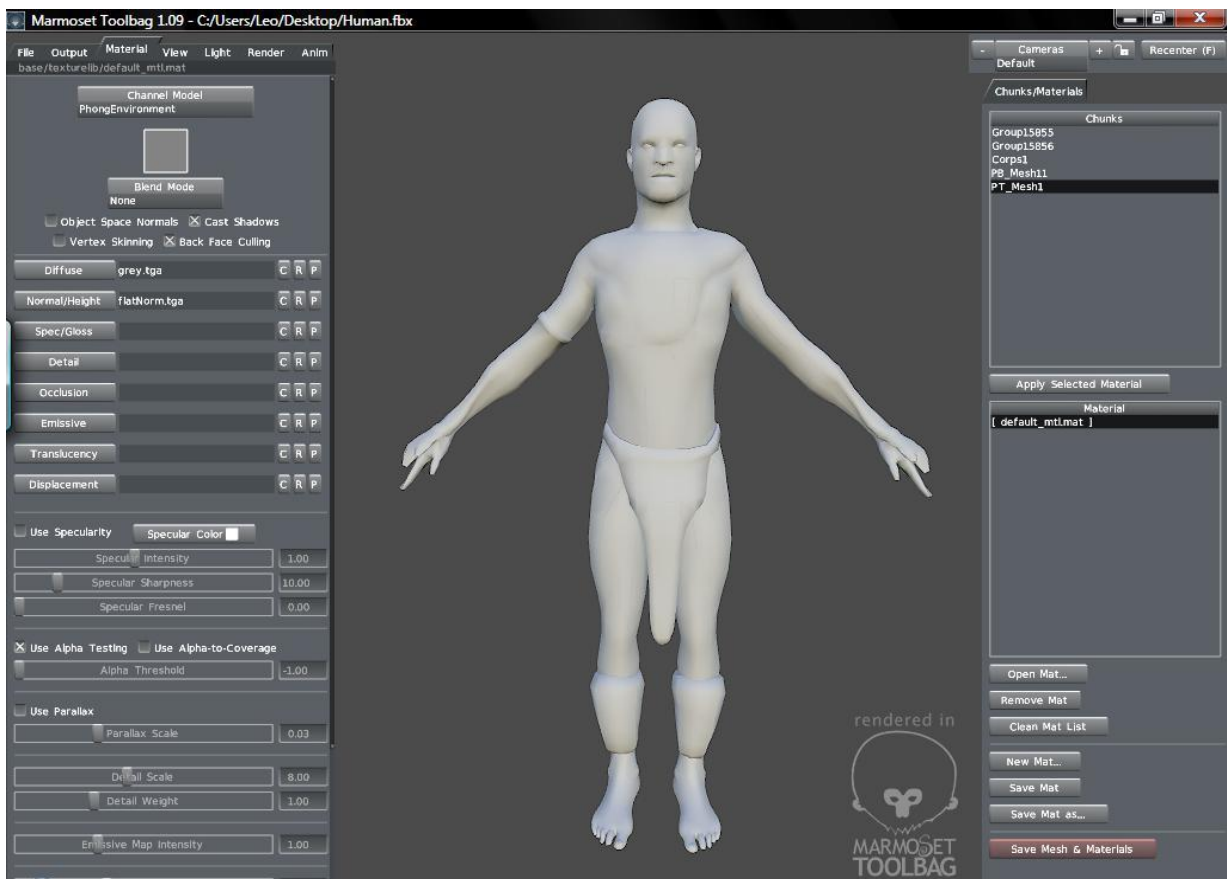 Marmoset Toolbag 1.09 - C:/Users/Leo/Desktop/Human.fbx
File Output Material View Light Render Anim
base/texturelib/default_mtl.mat
Channel Model
PhongEnvironment
Blend Mode
None
Object Space Normals Cast Shadows
Vertex Skinning Back Face Culling
Diffuse grey.tga C R P
Normal/Height flatNorm.tga C R P
Spec/Gloss C R P
Detail C R P
Occlusion C R P
Emissive C R P
Translucency C R P
Displacement C R P
Use Specularity Specular Color
Specular Intensity 1.00
Specular Sharpness 10.00
Specular Fresnel 0.00
Use Alpha Testing Use Alpha-to-Coverage
Alpha Threshold -1.00
Use Parallax
Parallax Scale 0.03
Detail Scale 8.00
Detail Weight 1.00
Emissive Map Intensity 1.00
rendered in
MARMOSET
TOOLBAG
- Cameras + Recenter (F)
Default
Chunks/Materials
Chunks
Group15855
Group15856
Corps1
PB_Mesh11
PT_Mesh1
Apply Selected Material
Material
[ default_mtl.mat ]
Open Mat...
Remove Mat
Clean Mat List
New Mat...
Save Mat
Save Mat as...
Save Mesh & Materials